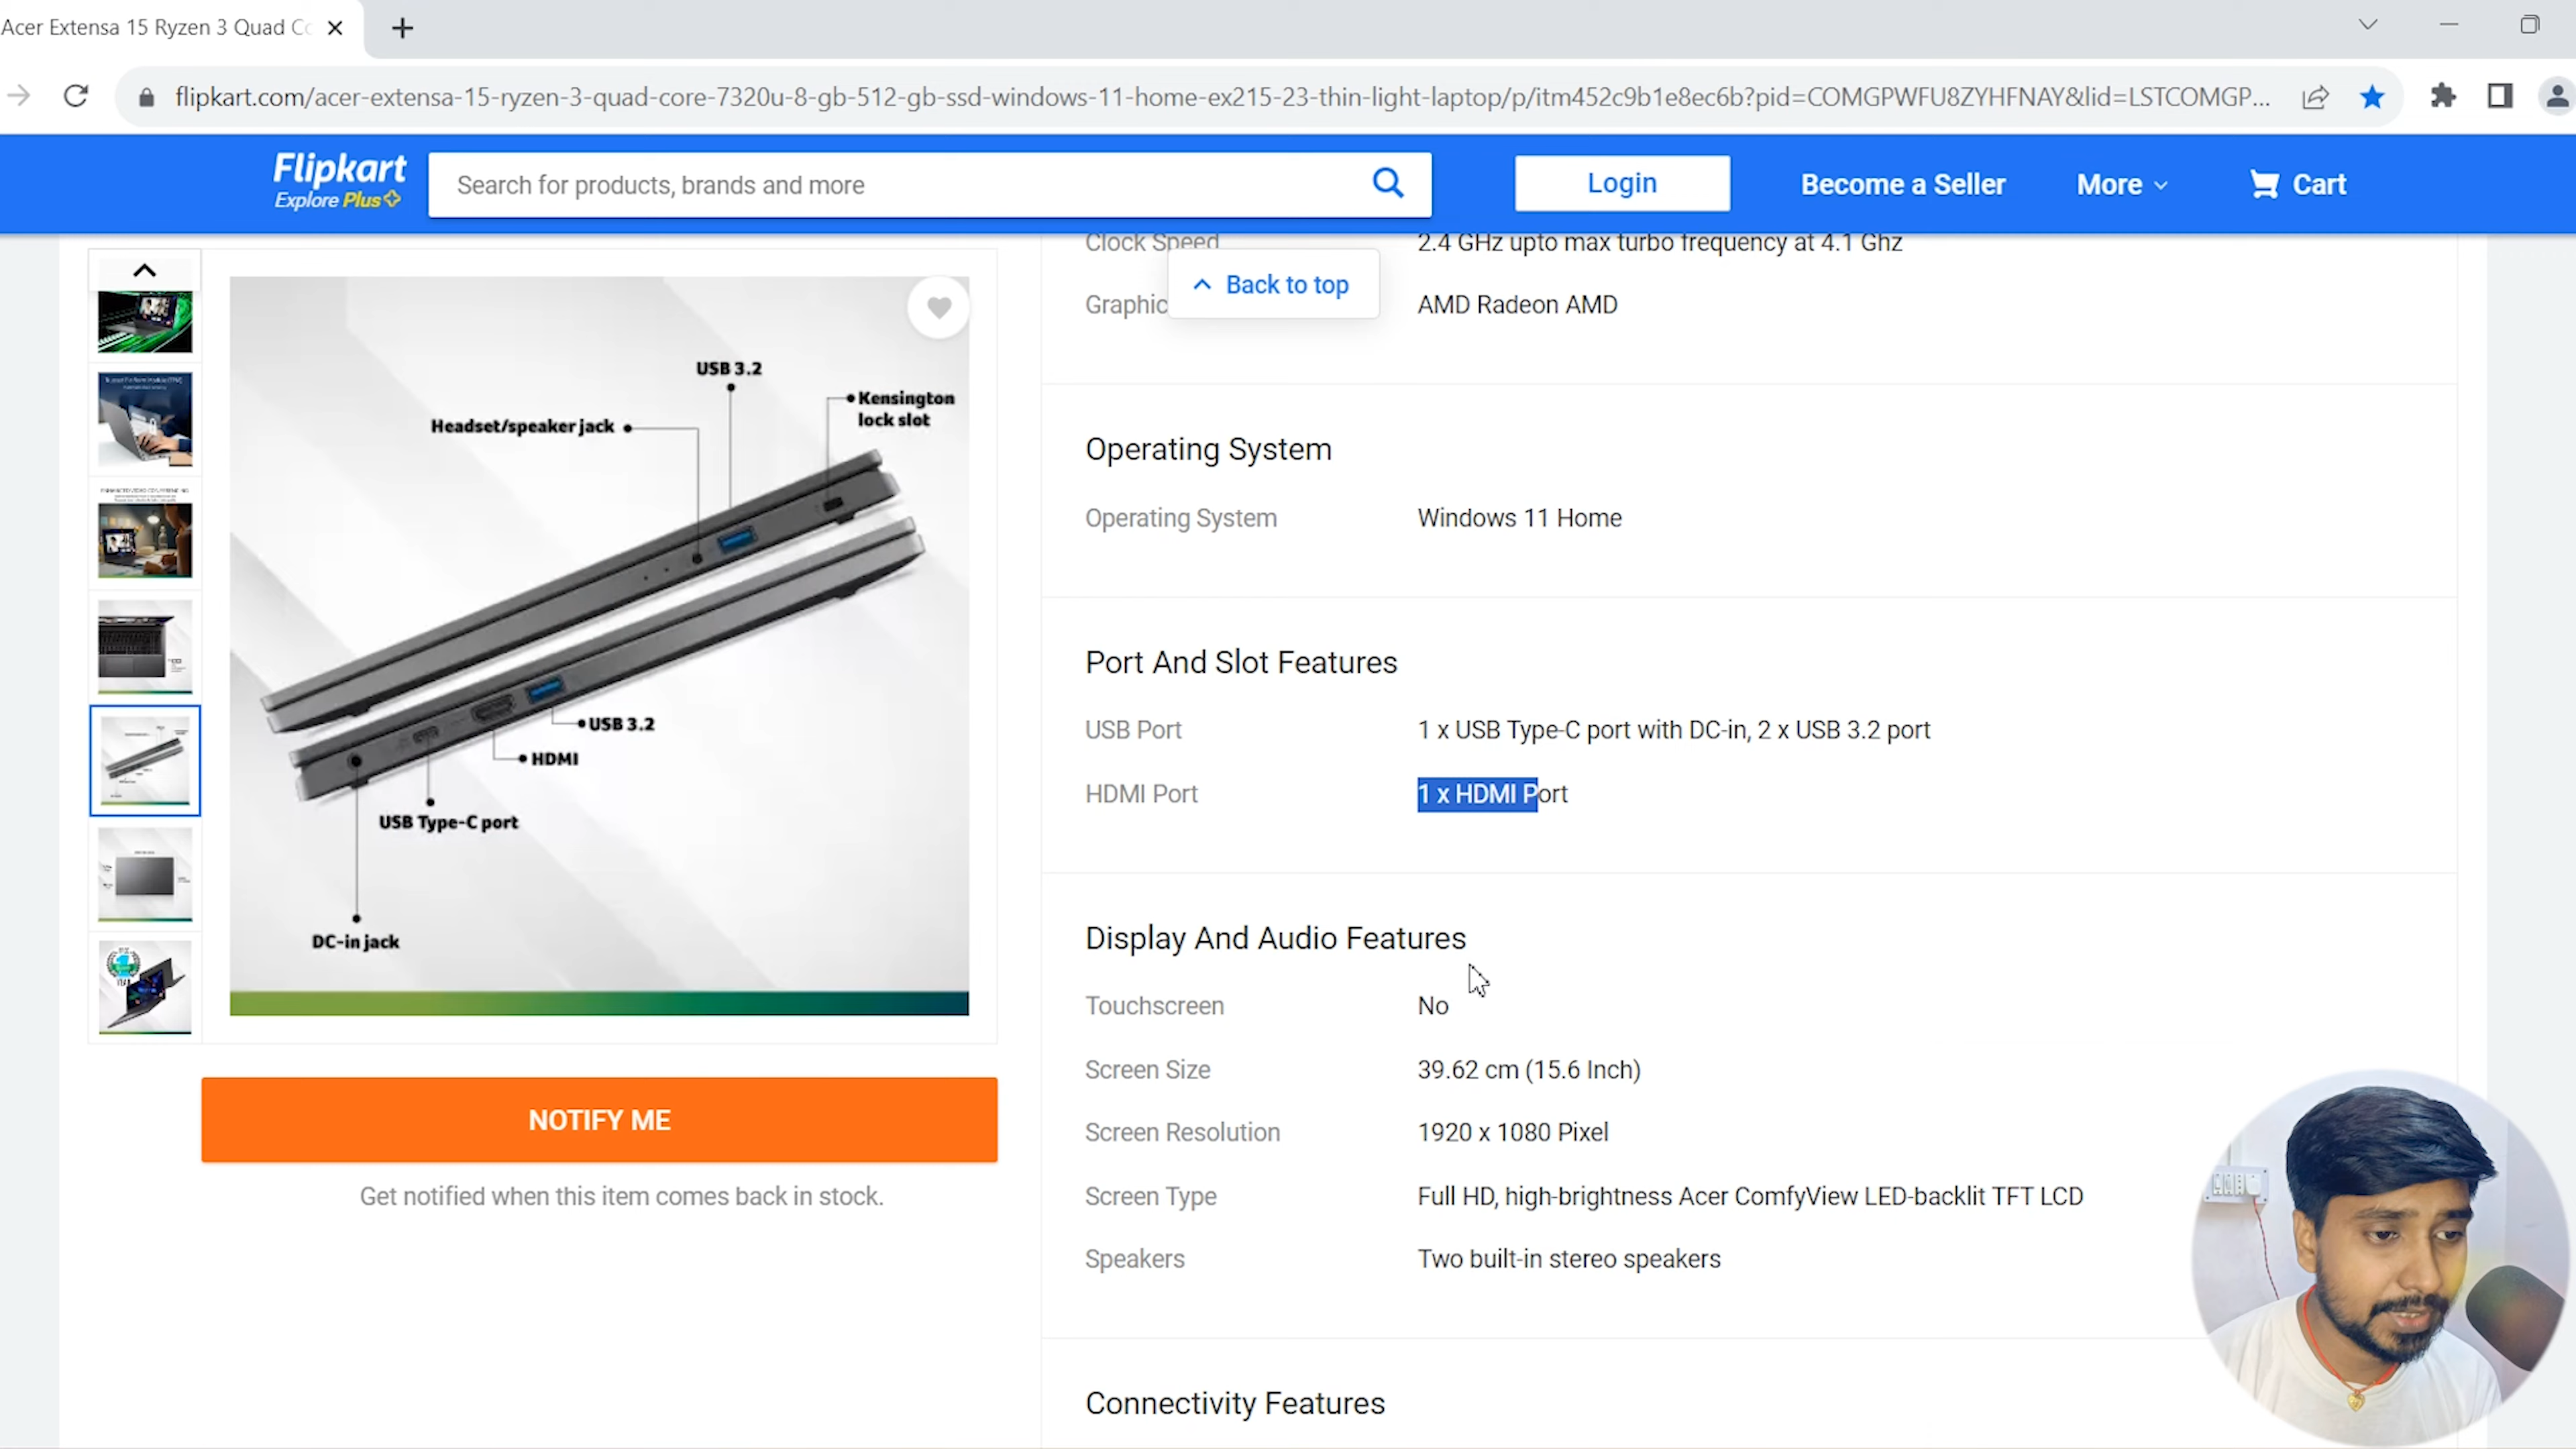 Acer Extensa 15 Ryzen 3 Quad Co
flipkart.com/acer-extensa-15-ryzen-3-quad-core-7320u-8-gb-512-gb-ssd-windows-11-home-ex215-23-thin-light-laptop/p/itm452c9b1e8ec6b?pid=COMGPWFU8ZYHFNAY&lid=LSTCOMGP...
Flipkart
Explore Plus
Search for products, brands and more
Login
Become a Seller
More
Cart
Clock Speed
2.4 GHz upto max turbo frequency at 4.1 Ghz
Back to top
Graphic
AMD Radeon AMD
USB 3.2
Kensington
lock slot
Headset/speaker jack
USB 3.2
HDMI
USB Type-C port
DC-in jack
Operating System
Operating System
Windows 11 Home
Port And Slot Features
USB Port
1 x USB Type-C port with DC-in, 2 x USB 3.2 port
HDMI Port
1 x HDMI Port
Display And Audio Features
Touchscreen
No
Screen Size
39.62 cm (15.6 Inch)
Screen Resolution
1920 x 1080 Pixel
Screen Type
Full HD, high-brightness Acer ComfyView LED-backlit TFT LCD
Speakers
Two built-in stereo speakers
NOTIFY ME
Get notified when this item comes back in stock.
Connectivity Features